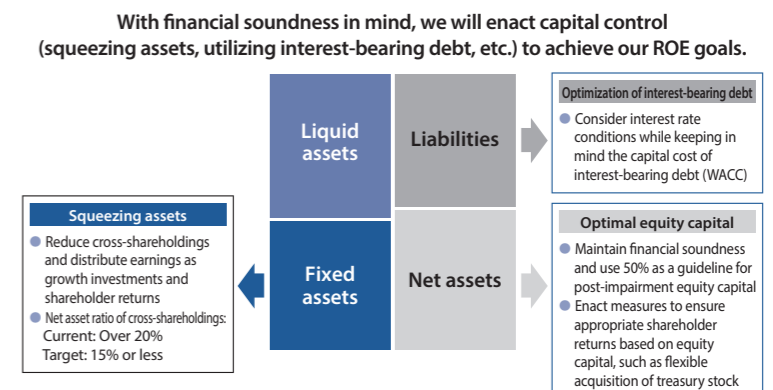 With financial soundness in mind, we will enact capital control
(squeezing assets, utilizing interest-bearing debt, etc.) to achieve our ROE goals.
Liquid
assets
Liabilities
Optimization of interest-bearing debt
● Consider interest rate
conditions while keeping in
mind the capital cost of
interest-bearing debt (WACC)
Squeezing assets
● Reduce cross-shareholdings
and distribute earnings as
growth investments and
shareholder returns
● Net asset ratio of cross-shareholdings:
Current: Over 20%
Target: 15% or less
Fixed
assets
Net assets
Optimal equity capital
● Maintain financial soundness
and use 50% as a guideline for
post-impairment equity capital
● Enact measures to ensure
appropriate shareholder
returns based on equity
capital, such as flexible
acquisition of treasury stock